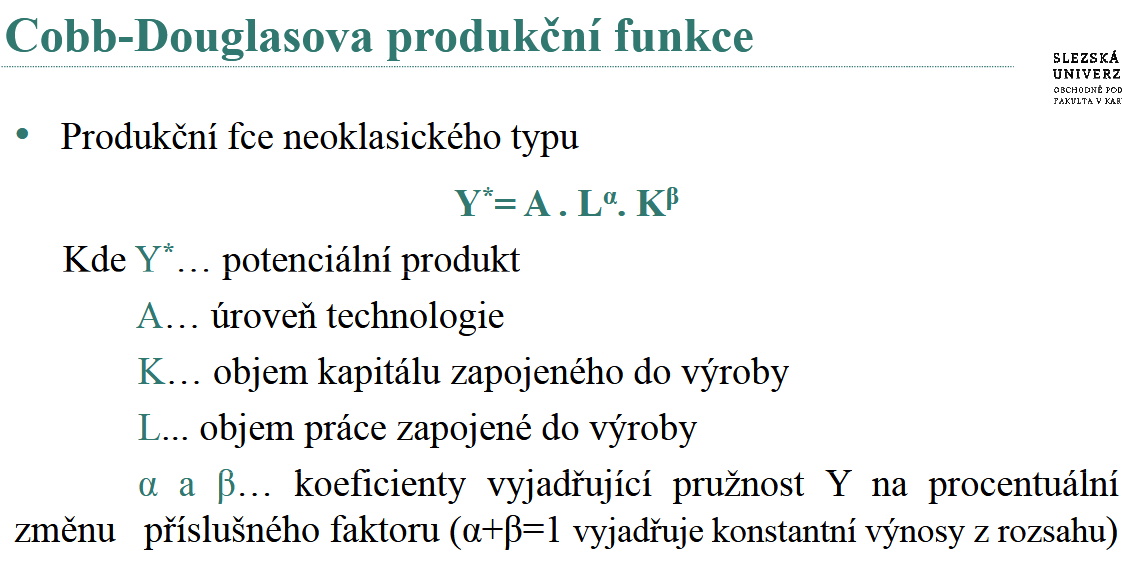 Cobb-Douglasova produkční funkce
SLEZSKÁ
UNIVERZ
OBCHODNĚ POD
FAKULTA V KAR
• Produkční fce neoklasického typu
Y*= A . Lα. Kβ
Kde Y*… potenciální produkt
A… úroveň technologie
K… objem kapitálu zapojeného do výroby
L... objem práce zapojené do výroby
α a β… koeficienty vyjadřující pružnost Y na procentuální
změnu příslušného faktoru (α+β=1 vyjadřuje konstantní výnosy z rozsahu)